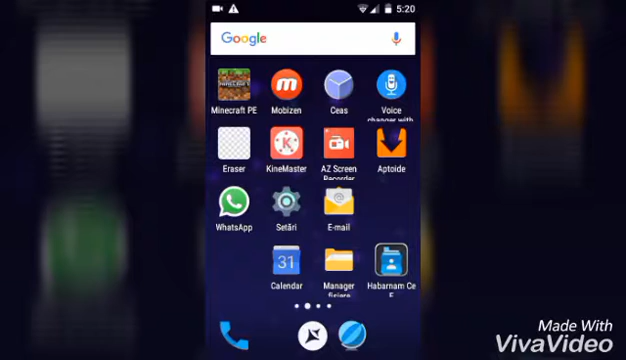 5:20
Google
Minecraft PE
Mobizen
Ceas
Voice
changer with
Eraser
KineMaster
AZ Screen
Recorder
Aptoide
WhatsApp
Setări
E-mail
31
Calendar
Manager
fișiere
Habarnam Ce
E
Made With
VivaVideo